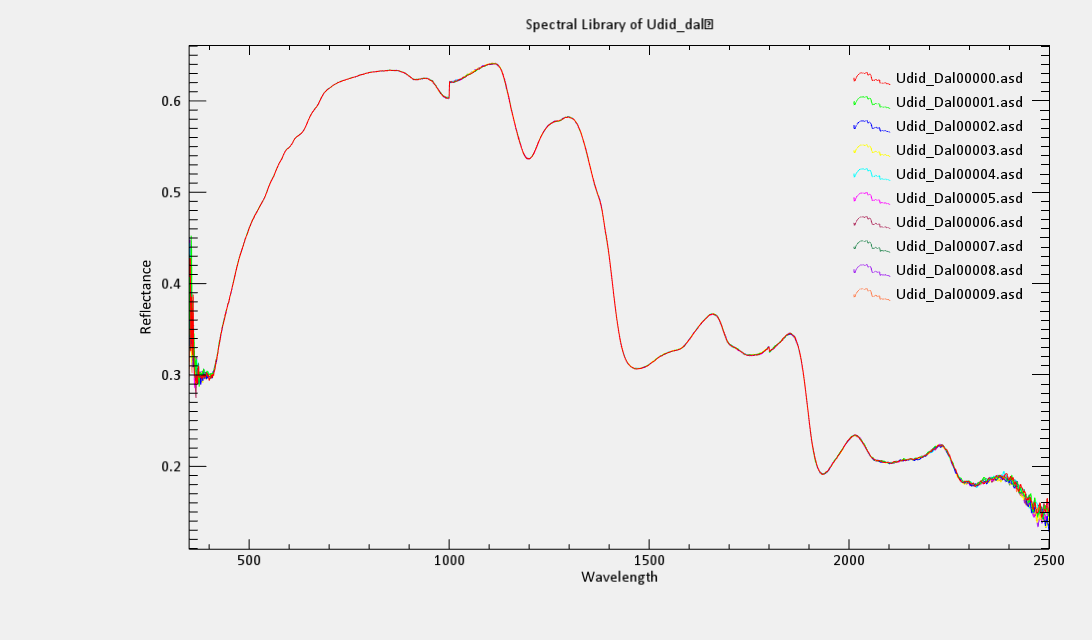 Spectral Library of Udid_dal
0.6
0.5
0.4
0.3
0.2
Reflectance
500 1000 1500 2000 2500
Wavelength
Udid_Dal00000.asd
Udid_Dal00001.asd
Udid_Dal00002.asd
Udid_Dal00003.asd
Udid_Dal00004.asd
Udid_Dal00005.asd
Udid_Dal00006.asd
Udid_Dal00007.asd
Udid_Dal00008.asd
Udid_Dal00009.asd